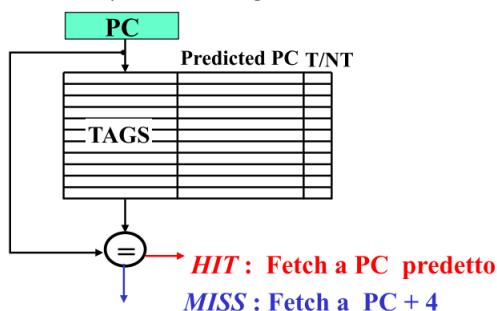 PC
Predicted PC T/NT
TAGS
=
HIT : Fetch a PC predetto
MISS : Fetch a PC + 4